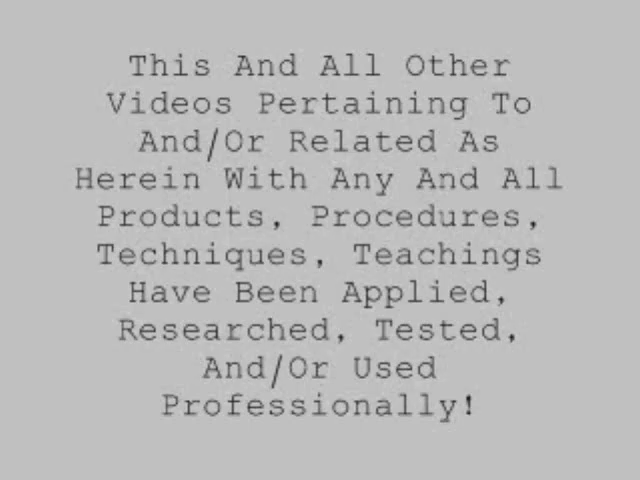 This And All Other
Videos Pertaining To
And/Or Related As
Herein With Any And All
Products, Procedures,
Techniques, Teachings
Have Been Applied,
Researched, Tested,
And/Or Used
Professionally!